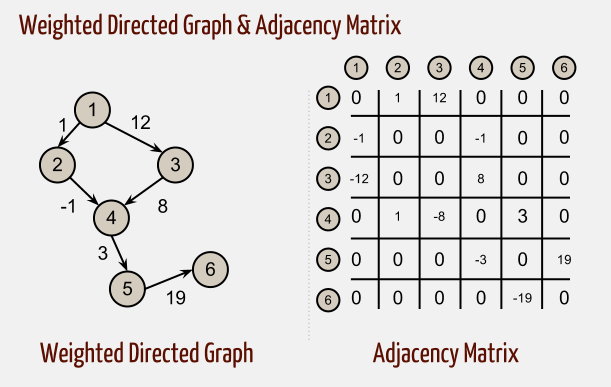 Weighted Directed Graph & Adjacency Matrix
1
1 12
2 3
-1 8
4
3
5 6
19
Weighted Directed Graph
1 2 3 4 5 6
1 0 1 12 0 0 0
2 -1 0 0 -1 0 0
3 -12 0 0 8 0 0
4 0 1 -8 0 3 0
5 0 0 0 -3 0 19
6 0 0 0 0 -19 0
Adjacency Matrix